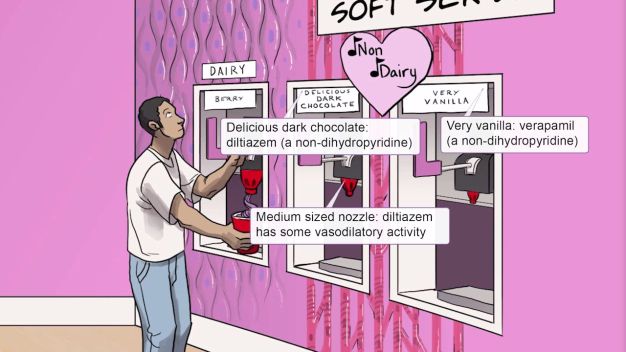 SOFT SER
Non
Dairy
DAIRY
BERRY
DELICIOUS
DARK
CHOCOLATE
VERY
VANILLA
Delicious dark chocolate:
diltiazem (a non-dihydropyridine)
Very vanilla: verapamil
(a non-dihydropyridine)
Medium sized nozzle: diltiazem
has some vasodilatory activity